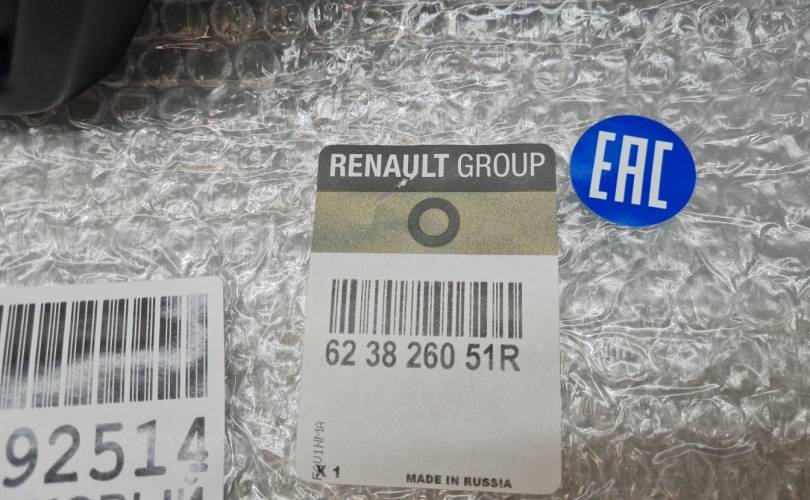 RENAULT GROUP
EAC
62 38 260 51R
X 1
MADE IN RUSSIA
92514